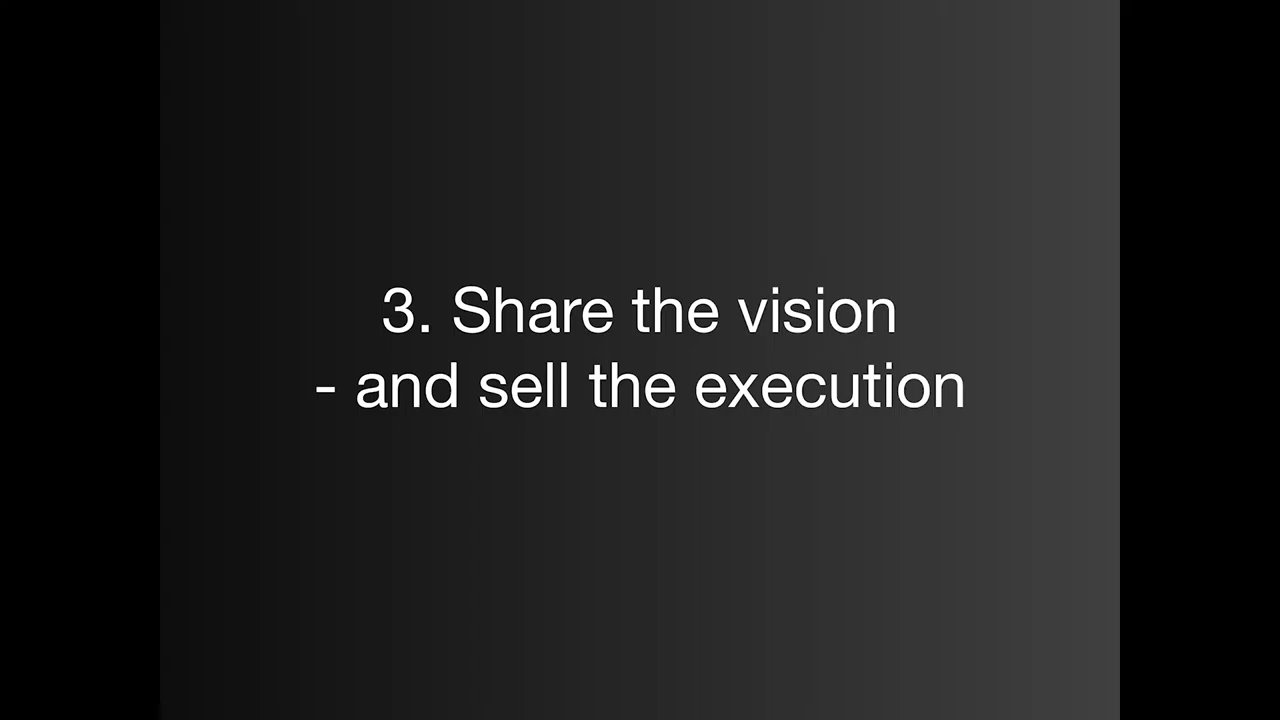 3. Share the vision
- and sell the execution